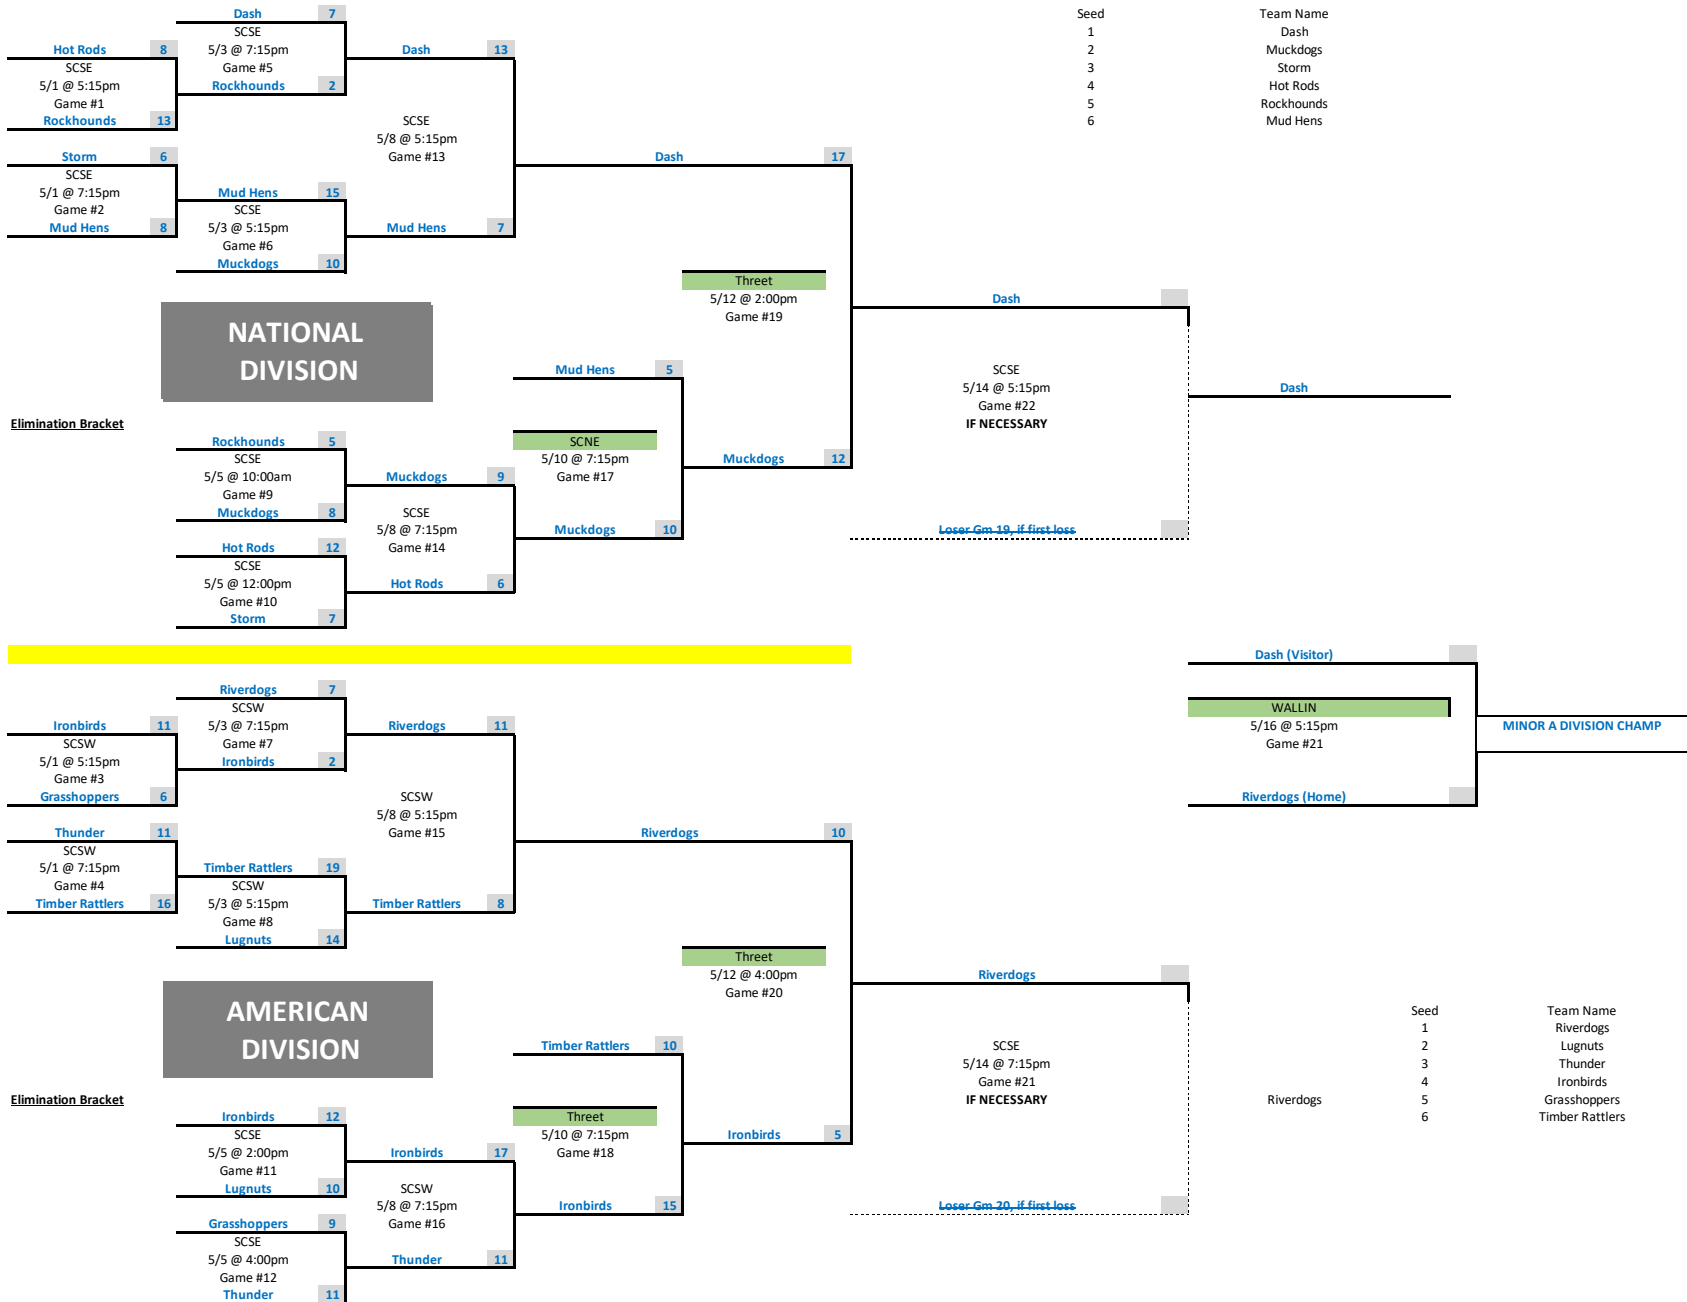 Dash 7
SCSE
5/3 @ 7:15pm
Game #5
Rockhounds 2
Hot Rods 8
SCSE
5/1 @ 5:15pm
Game #1
Rockhounds 13
Dash 13
SCSE
5/8 @ 5:15pm
Game #13
Mud Hens 7
Storm 6
SCSE
5/1 @ 7:15pm
Game #2
Mud Hens 8
Mud Hens 15
SCSE
5/3 @ 5:15pm
Game #6
Muckdogs 10
Dash 17
Threet
5/12 @ 2:00pm
Game #19
Muckdogs 12
Seed Team Name
1 Dash
2 Muckdogs
3 Storm
4 Hot Rods
5 Rockhounds
6 Mud Hens
NATIONAL
DIVISION
Dash
SCSE
5/14 @ 5:15pm
Game #22
IF NECESSARY
Loser Gm 19, if first loss
Dash
Elimination Bracket
Mud Hens 5
SCNE
5/10 @ 7:15pm
Game #17
Muckdogs 10
Rockhounds 5
SCSE
5/5 @ 10:00am
Game #9
Muckdogs 8
Muckdogs 9
SCSE
5/8 @ 7:15pm
Game #14
Hot Rods 6
Hot Rods 12
SCSE
5/5 @ 12:00pm
Game #10
Storm 7
Dash (Visitor)
WALLIN
5/16 @ 5:15pm
Game #21
Riverdogs (Home)
MINOR A DIVISION CHAMP
Riverdogs 7
SCSW
5/3 @ 7:15pm
Game #7
Ironbirds 2
Ironbirds 11
SCSW
5/1 @ 5:15pm
Game #3
Grasshoppers 6
Riverdogs 11
SCSW
5/8 @ 5:15pm
Game #15
Timber Rattlers 8
Thunder 11
SCSW
5/1 @ 7:15pm
Game #4
Timber Rattlers 16
Timber Rattlers 19
SCSW
5/3 @ 5:15pm
Game #8
Lugnuts 14
Riverdogs 10
Threet
5/12 @ 4:00pm
Game #20
Ironbirds 5
AMERICAN
DIVISION
Riverdogs
SCSE
5/14 @ 7:15pm
Game #21
IF NECESSARY
Loser Gm 20, if first loss
Riverdogs
Seed Team Name
1 Riverdogs
2 Lugnuts
3 Thunder
4 Ironbirds
5 Grasshoppers
6 Timber Rattlers
Elimination Bracket
Timber Rattlers 10
Threet
5/10 @ 7:15pm
Game #18
Ironbirds 15
Ironbirds 12
SCSE
5/5 @ 2:00pm
Game #11
Lugnuts 10
Ironbirds 17
SCSW
5/8 @ 7:15pm
Game #16
Thunder 11
Grasshoppers 9
SCSE
5/5 @ 4:00pm
Game #12
Thunder 11